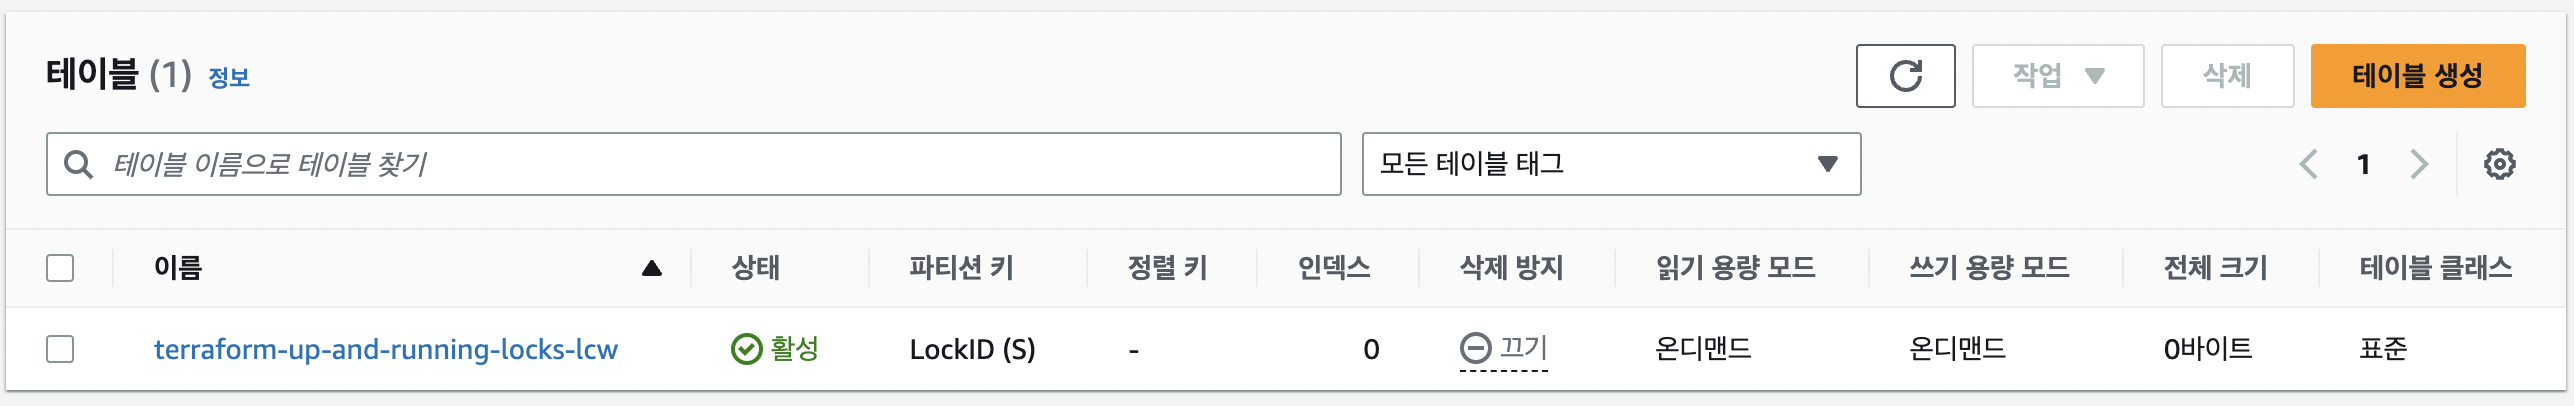 테이블 (1) 정보
작업 삭제 테이블 생성
테이블 이름으로 테이블 찾기 모든 테이블 태그 1
이름 상태 파티션 키 정렬 키 인덱스 삭제 방지 읽기 용량 모드 쓰기 용량 모드 전체 크기 테이블 클래스
terraform-up-and-running-locks-lcw 활성 LockID (S) - 0 끄기 온디맨드 온디맨드 0바이트 표준